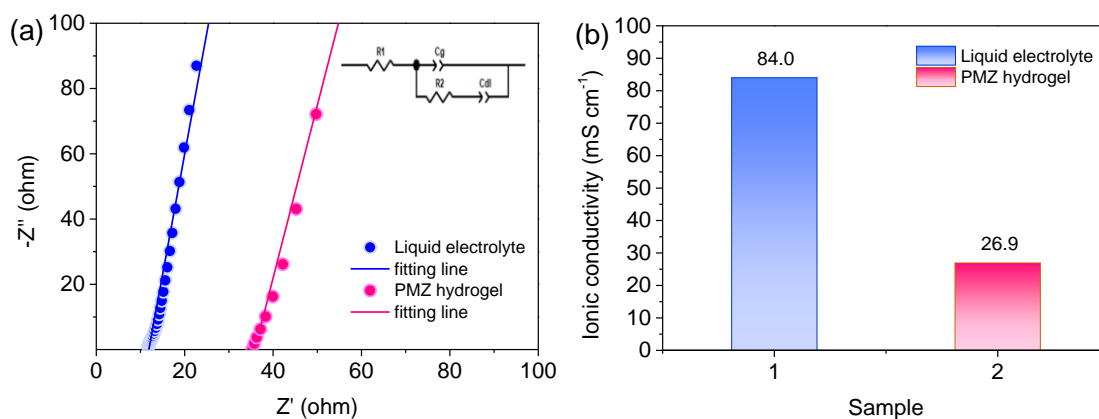 (a)
100
80
60
40
20
-Z'' (ohm)
R1
Cg
R2
Cdl
Liquid electrolyte
fitting line
PMZ hydrogel
fitting line
0 20 40 60 80 100
Z' (ohm)
(b)
100
90
80
70
60
50
40
30
20
10
0
Ionic conductivity (mS cm-1)
84.0
26.9
Liquid electrolyte
PMZ hydrogel
1 2
Sample